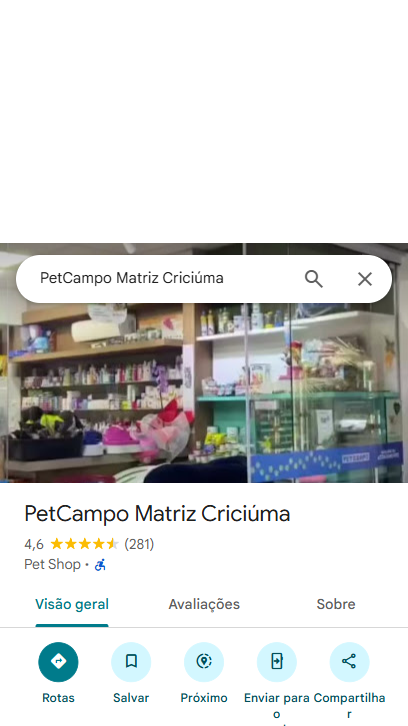 PetCampo Matriz Criciúma
PETCAMPO
PetCampo Matriz Criciúma
4,6 (281)
Pet Shop ·
Visão geral Avaliações Sobre
Rotas Salvar Próximo Enviar para o Compartilhar